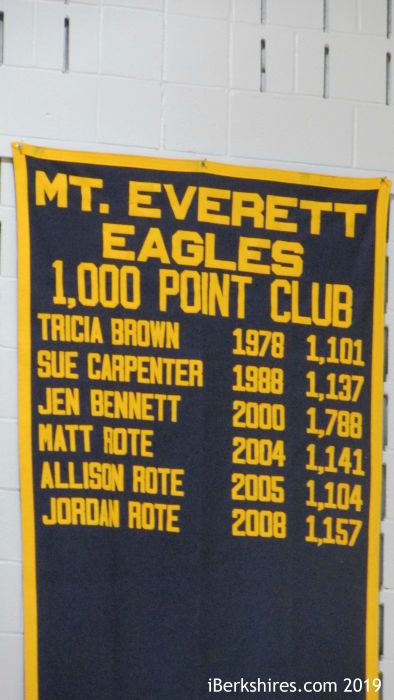 MT. EVERETT
EAGLES
1,000 POINT CLUB
TRICIA BROWN 1978 1,101
SUE CARPENTER 1988 1,137
JEN BENNETT 2000 1,788
MATT ROTE 2004 1,141
ALLISON ROTE 2005 1,104
JORDAN ROTE 2008 1,157
iBerkshires.com 2019